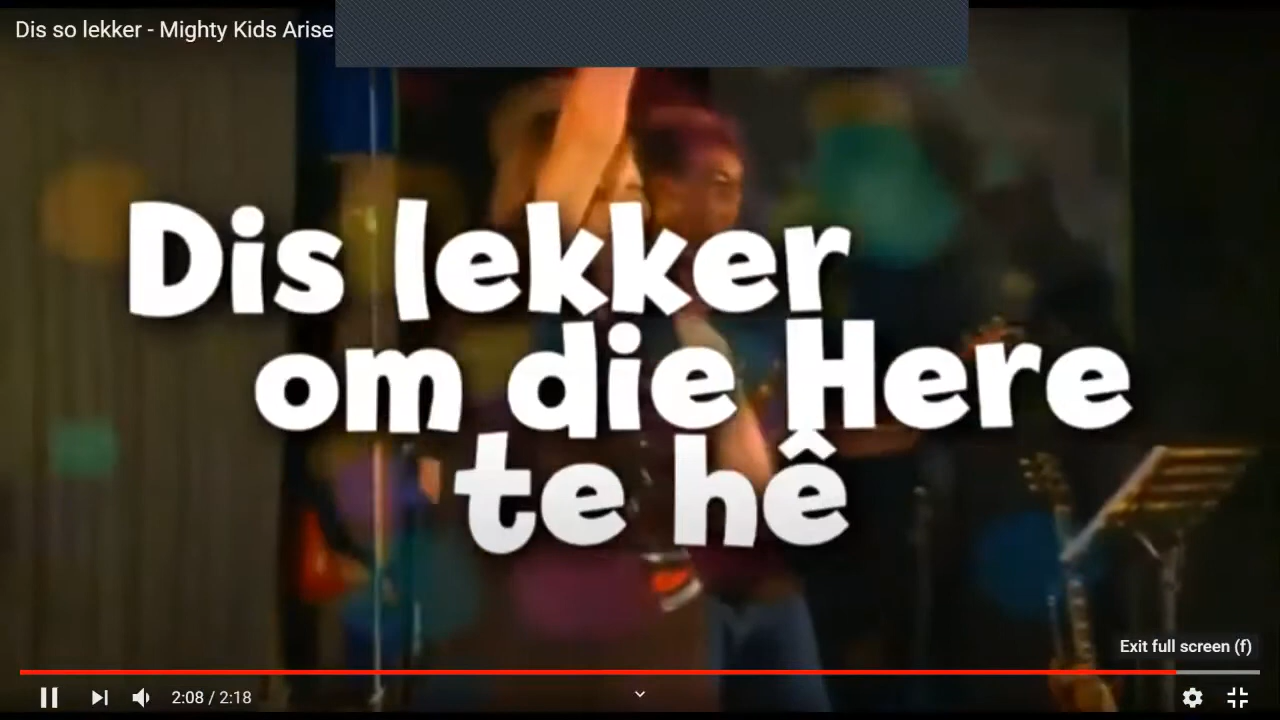 Dis so lekker - Mighty Kids Arise
Dis lekker
om die Here
te hê
Exit full screen (f)
2:08 / 2:18